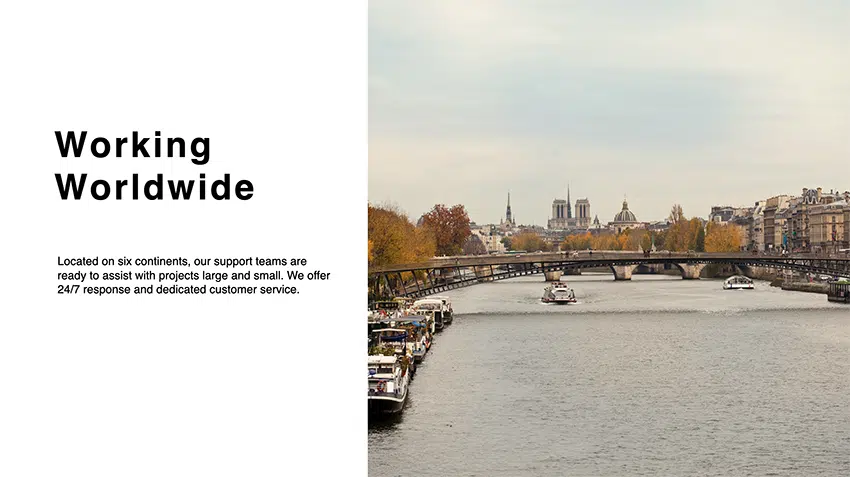 Working
Worldwide
Located on six continents, our support teams are
ready to assist with projects large and small. We offer
24/7 response and dedicated customer service.